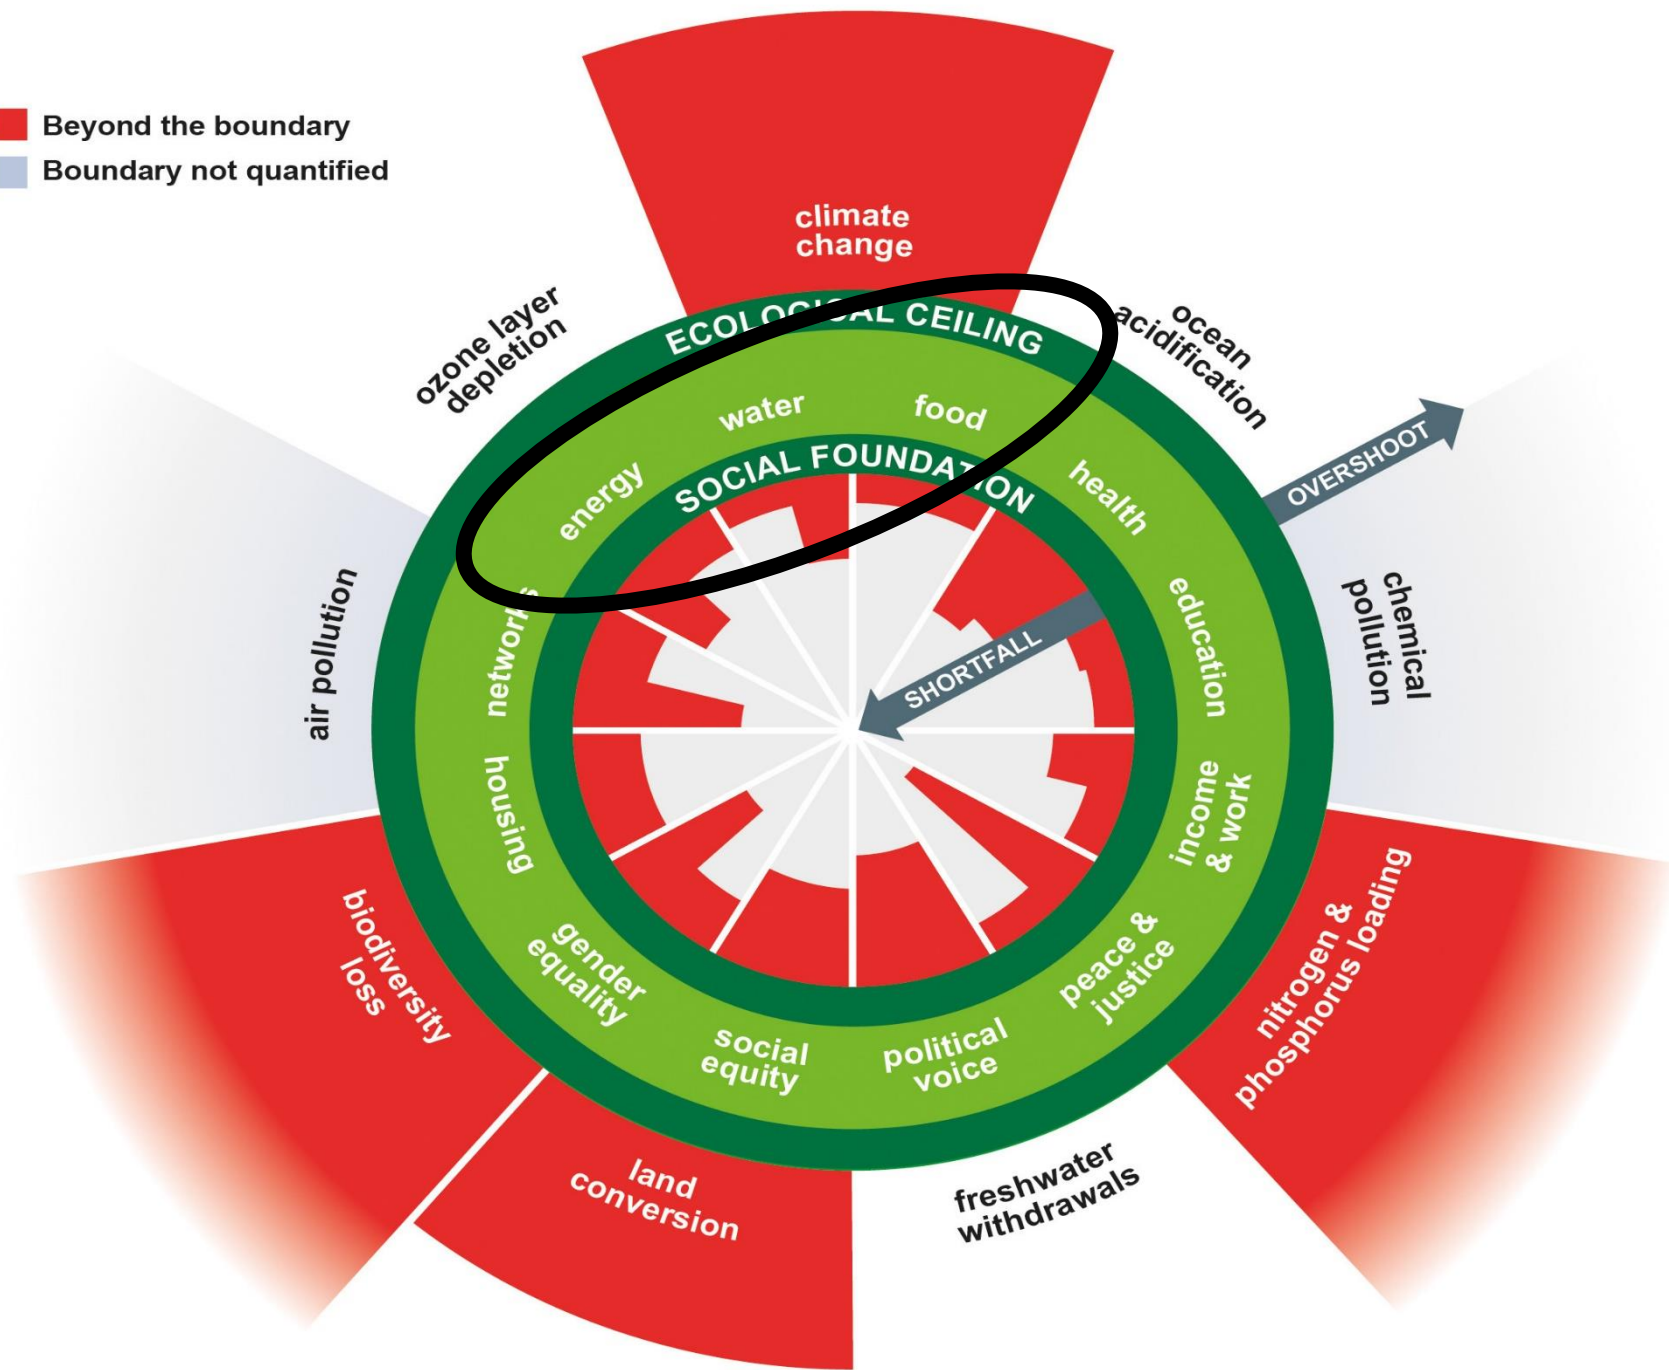 Beyond the boundary
Boundary not quantified
climate
change
ozone layer
depletion
ocean
acidification
ECOLOGICAL CEILING
water
food
energy
SOCIAL FOUNDATION
health
OVERSHOOT
networks
education
SHORTFALL
air pollution
chemical
pollution
housing
income
& work
biodiversity
loss
gender
equality
peace &
justice
nitrogen &
phosphorus loading
social
equity
political
voice
land
conversion
freshwater
withdrawals